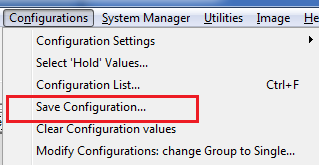 Configurations System Manager Utilities Image H
Configuration Settings
Select 'Hold' Values...
Configuration List... Ctrl+F
Save Configuration...
Clear Configuration values
Modify Configurations: change Group to Single...